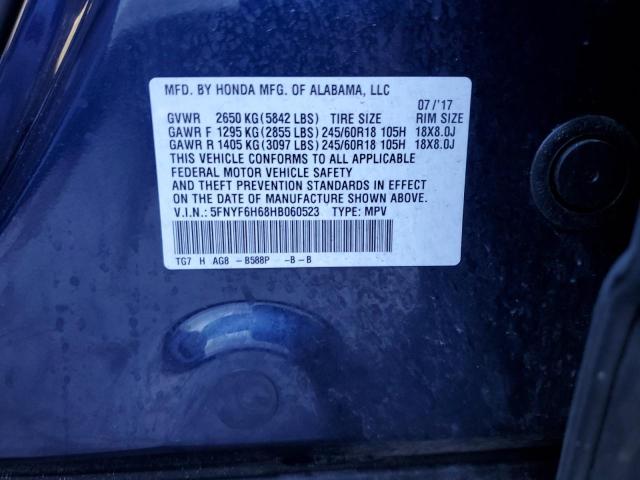 MFD. BY HONDA MFG. OF ALABAMA, LLC
07/'17
GVWR 2650 KG(5842 LBS) TIRE SIZE RIM SIZE
GAWR F 1295 KG(2855 LBS) 245/60R18 105H 18X8.0J
GAWR R 1405 KG(3097 LBS) 245/60R18 105H 18X8.0J
THIS VEHICLE CONFORMS TO ALL APPLICABLE
FEDERAL MOTOR VEHICLE SAFETY
AND THEFT PREVENTION STANDARDS IN EFFECT
ON THE DATE OF MANUFACTURE SHOWN ABOVE.
V.I.N.: 5FNYF6H68HB060523 TYPE: MPV
TG7 H AG8 - B588P -B-B